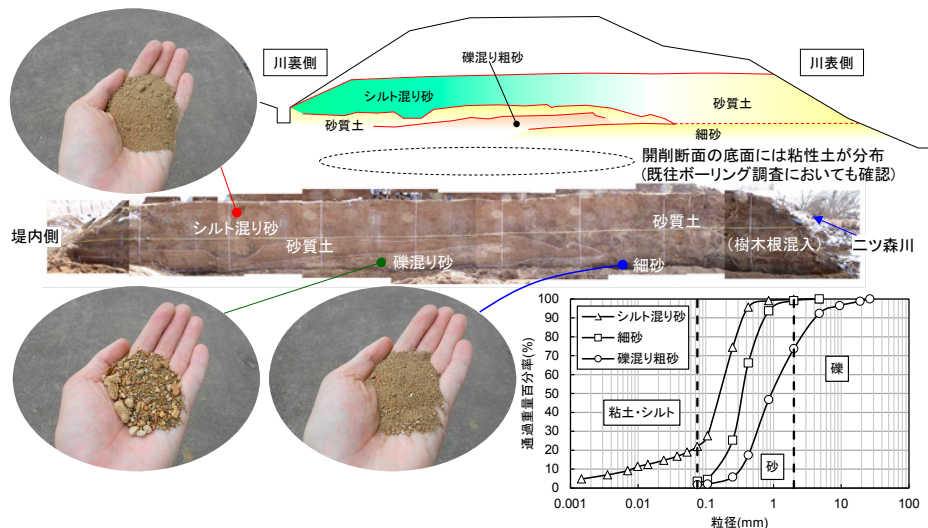 川裏側
礫混り粗砂
川表側
シルト混り砂
砂質土
砂質土
細砂
開削断面の底面には粘性土が分布
(既往ボーリング調査においても確認)
堤内側
シルト混り砂
砂質土
砂質土
(樹木根混入)
二ツ森川
礫混り砂
細砂
通過重量百分率(%)
100
90
80
70
60
50
40
30
20
10
0
シルト混り砂
細砂
礫混り粗砂
礫
粘土・シルト
砂
0.001
0.01
0.1
1
10
100
粒径(mm)